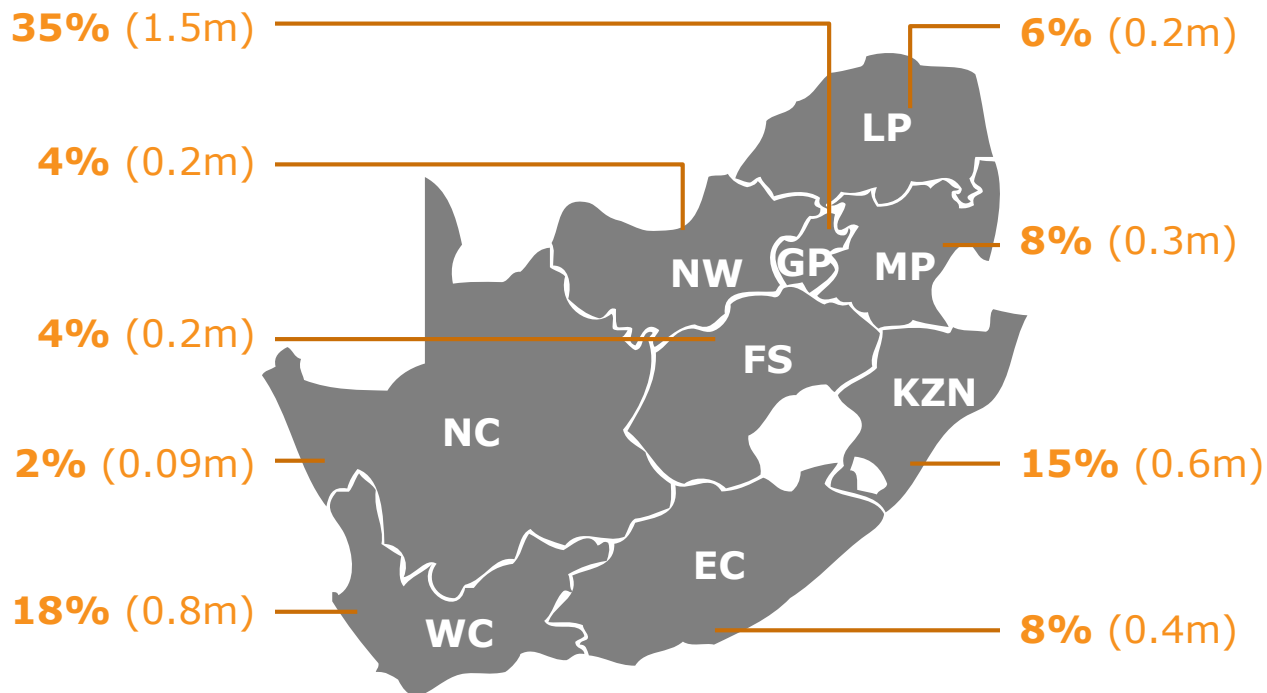 35% (1.5m)
6% (0.2m)
LP
4% (0.2m)
8% (0.3m)
NW
GP
MP
4% (0.2m)
FS
KZN
NC
2% (0.09m)
15% (0.6m)
EC
18% (0.8m)
WC
8% (0.4m)